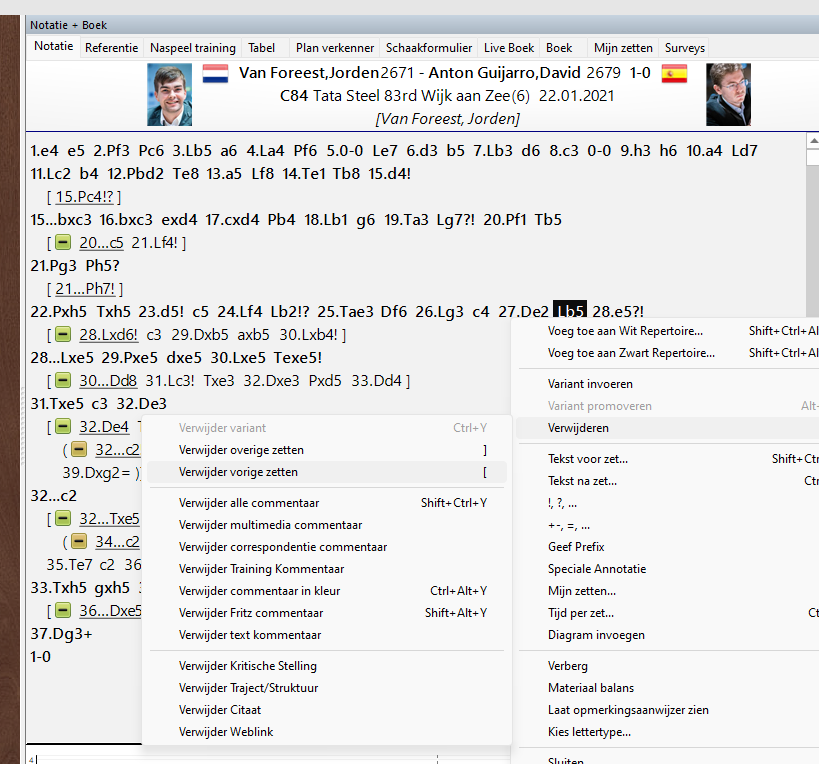 Notatie + Boek
Notatie Referentie Naspeel training Tabel Plan verkenner Schaakformulier Live Boek Boek Mijn zetten Surveys
Van Foreest,Jorden 2671 - Anton Guijarro,David 2679 1-0
C84 Tata Steel 83rd Wijk aan Zee(6) 22.01.2021
[Van Foreest, Jorden]
1.e4 e5 2.Pf3 Pc6 3.Lb5 a6 4.La4 Pf6 5.0-0 Le7 6.d3 b5 7.Lb3 d6 8.c3 0-0 9.h3 h6 10.a4 Ld7
11.Lc2 b4 12.Pbd2 Te8 13.a5 Lf8 14.Te1 Tb8 15.d4!
[ 15.Pc4!? ]
15...bxc3 16.bxc3 exd4 17.cxd4 Pb4 18.Lb1 g6 19.Ta3 Lg7?! 20.Pf1 Tb5
[ 20...c5 21.Lf4! ]
21.Pg3 Ph5?
[ 21...Ph7! ]
22.Pxh5 Txh5 23.d5! c5 24.Lf4 Lb2!? 25.Tae3 Df6 26.Lg3 c4 27.De2 Lb5 28.e5?!
[ 28.Lxd6! c3 29.Dxb5 axb5 30.Lxb4! ]
28...Lxe5 29.Pxe5 dxe5 30.Lxe5 Texe5!
[ 30...Dd8 31.Lc3! Txe3 32.Dxe3 Pxd5 33.Dd4 ]
31.Txe5 c3 32.De3
[ 32.De4
( 32...c2
39.Dxg2= )
32...c2
[ 32...Txe5
( 34...c2
35.Te7 c2 36
33.Txh5 gxh5
[ 36...Dxe5
37.Dg3+
1-0
Verwijder variant Ctrl+Y
Verwijder overige zetten ]
Verwijder vorige zetten [
Verwijder alle commentaar Shift+Ctrl+Y
Verwijder multimedia commentaar
Verwijder correspondentie commentaar
Verwijder Training Kommentaar
Verwijder commentaar in kleur Ctrl+Alt+Y
Verwijder Fritz commentaar Shift+Alt+Y
Verwijder text kommentaar
Verwijder Kritische Stelling
Verwijder Traject/Struktuur
Verwijder Citaat
Verwijder Weblink
Voeg toe aan Wit Repertoire... Shift+Ctrl+Al
Voeg toe aan Zwart Repertoire... Shift+Ctrl+Al
Variant invoeren
Variant promoveren Alt-
Verwijderen
Tekst voor zet... Shift+Ctr
Tekst na zet... Ctr
!, ?, ...
+-, =, ...
Geef Prefix
Speciale Annotatie
Mijn zetten...
Tijd per zet... Ct
Diagram invoegen
Verberg
Materiaal balans
Laat opmerkingsaanwijzer zien
Kies lettertype...
Sluiten
4